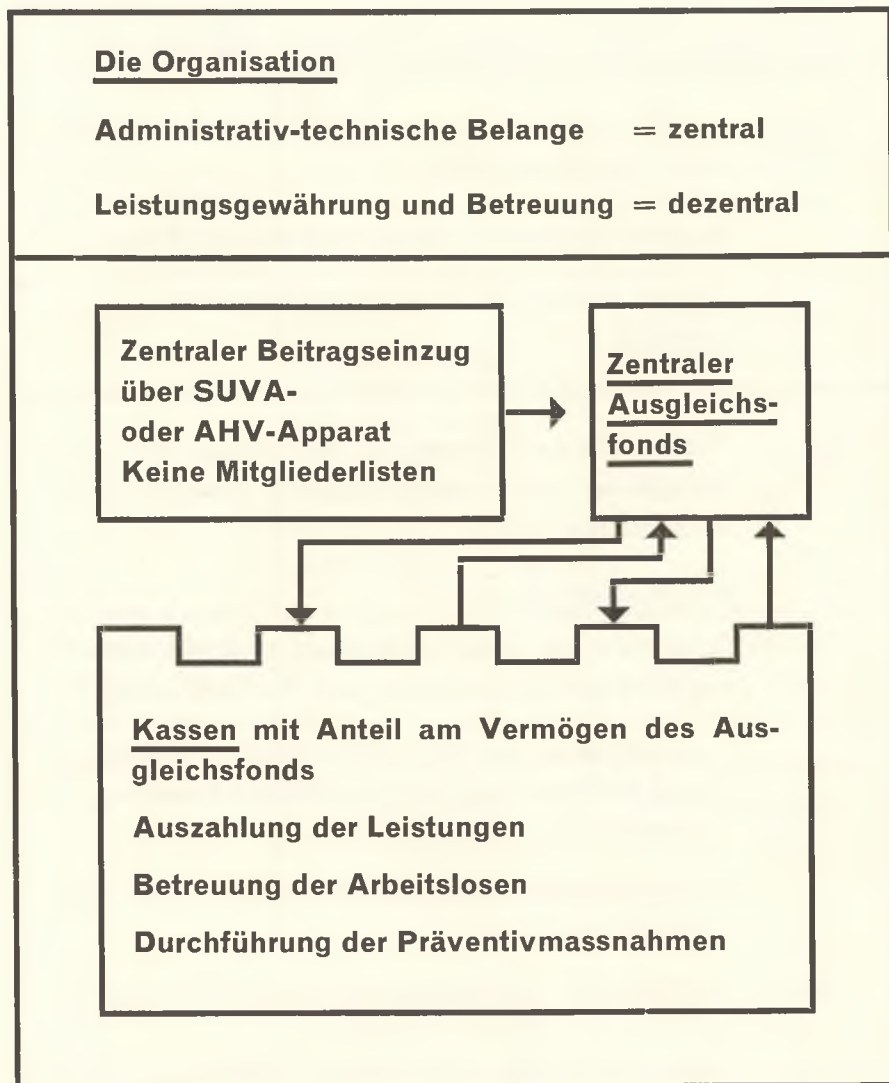 Die Organisation
Administrativ-technische Belange = zentral
Leistungsgewährung und Betreuung = dezentral
Zentraler Beitragseinzug
über SUVA-
oder AHV-Apparat
Keine Mitgliederlisten
Zentraler
Ausgleichs-
fonds
Kassen mit Anteil am Vermögen des Aus-
gleichsfonds
Auszahlung der Leistungen
Betreuung der Arbeitslosen
Durchführung der Präventivmassnahmen